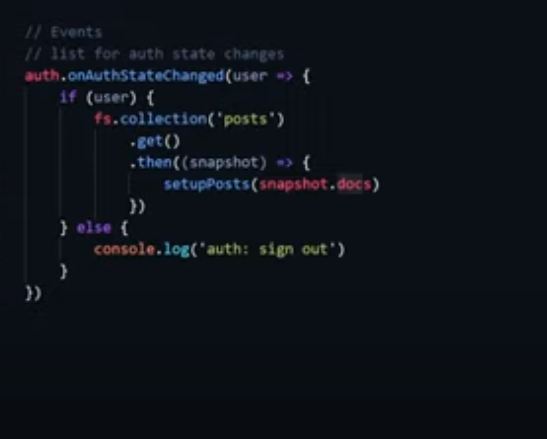 // Events
// list for auth state changes
auth.onAuthStateChanged(user => {
    if (user) {
        fs.collection('posts')
            .get()
            .then((snapshot) => {
                setupPosts(snapshot.docs)
            })
    } else {
        console.log('auth: sign out')
    }
})